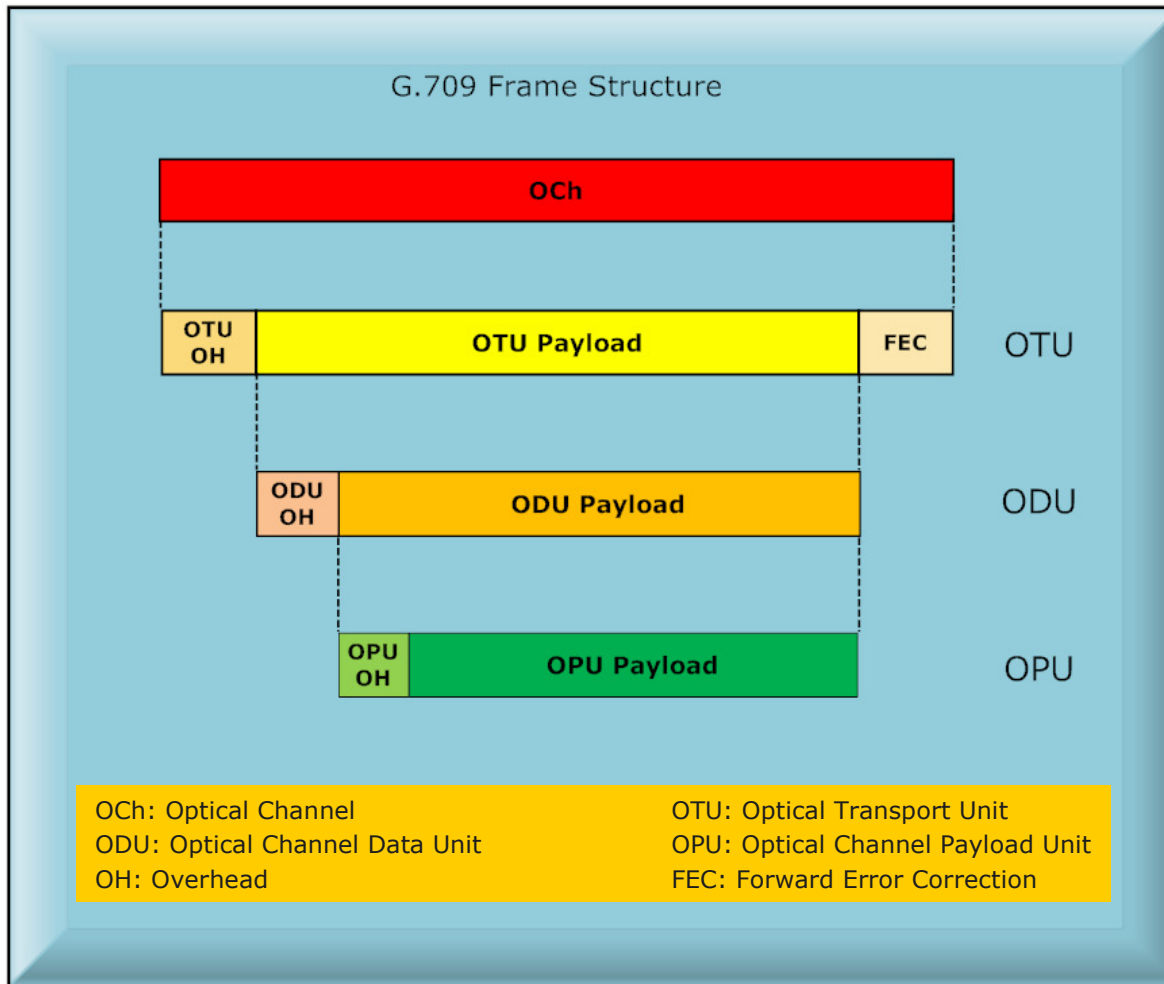 G.709 Frame Structure
OCh
OTU
OH
OTU Payload
FEC
OTU
ODU
OH
ODU Payload
ODU
OPU
OH
OPU Payload
OPU
OCh: Optical Channel
OTU: Optical Transport Unit
ODU: Optical Channel Data Unit
OPU: Optical Channel Payload Unit
OH: Overhead
FEC: Forward Error Correction